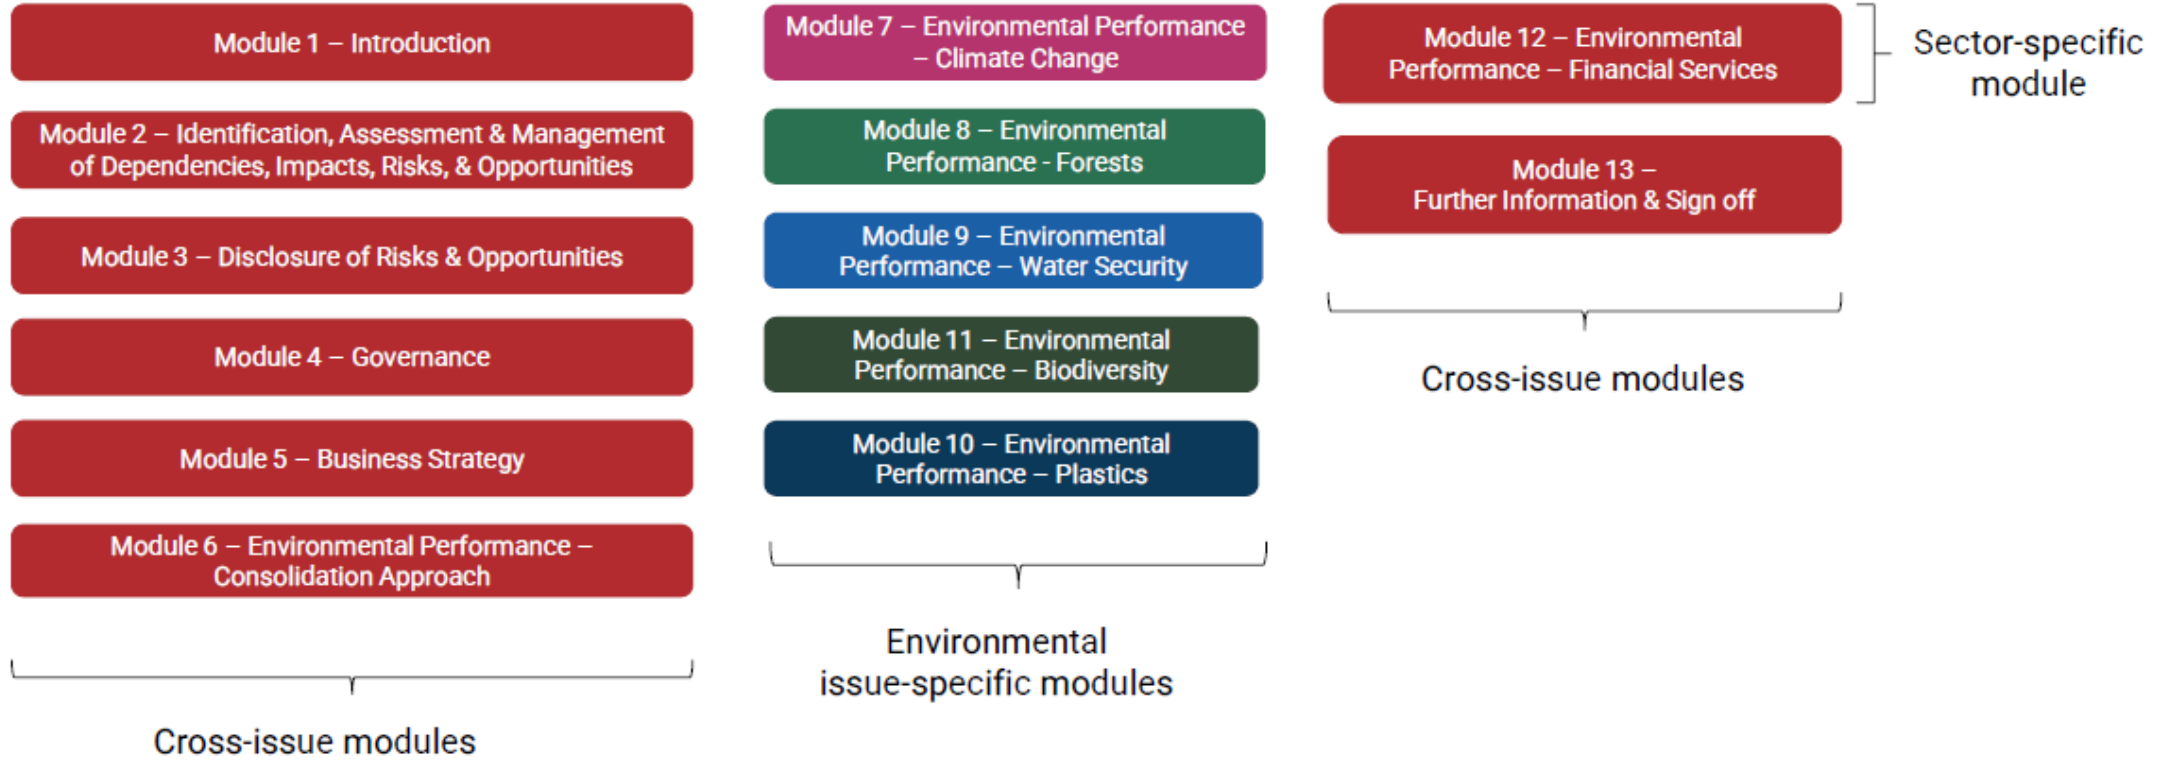 Module 1 – Introduction
Module 2 – Identification, Assessment & Management
of Dependencies, Impacts, Risks, & Opportunities
Module 3 – Disclosure of Risks & Opportunities
Module 4 – Governance
Module 5 – Business Strategy
Module 6 – Environmental Performance –
Consolidation Approach
Cross-issue modules
Module 7 – Environmental Performance
– Climate Change
Module 8 – Environmental
Performance - Forests
Module 9 – Environmental
Performance – Water Security
Module 11 – Environmental
Performance – Biodiversity
Module 10 – Environmental
Performance – Plastics
Environmental
issue-specific modules
Module 12 – Environmental
Performance – Financial Services
Module 13 –
Further Information & Sign off
Cross-issue modules
Sector-specific
module